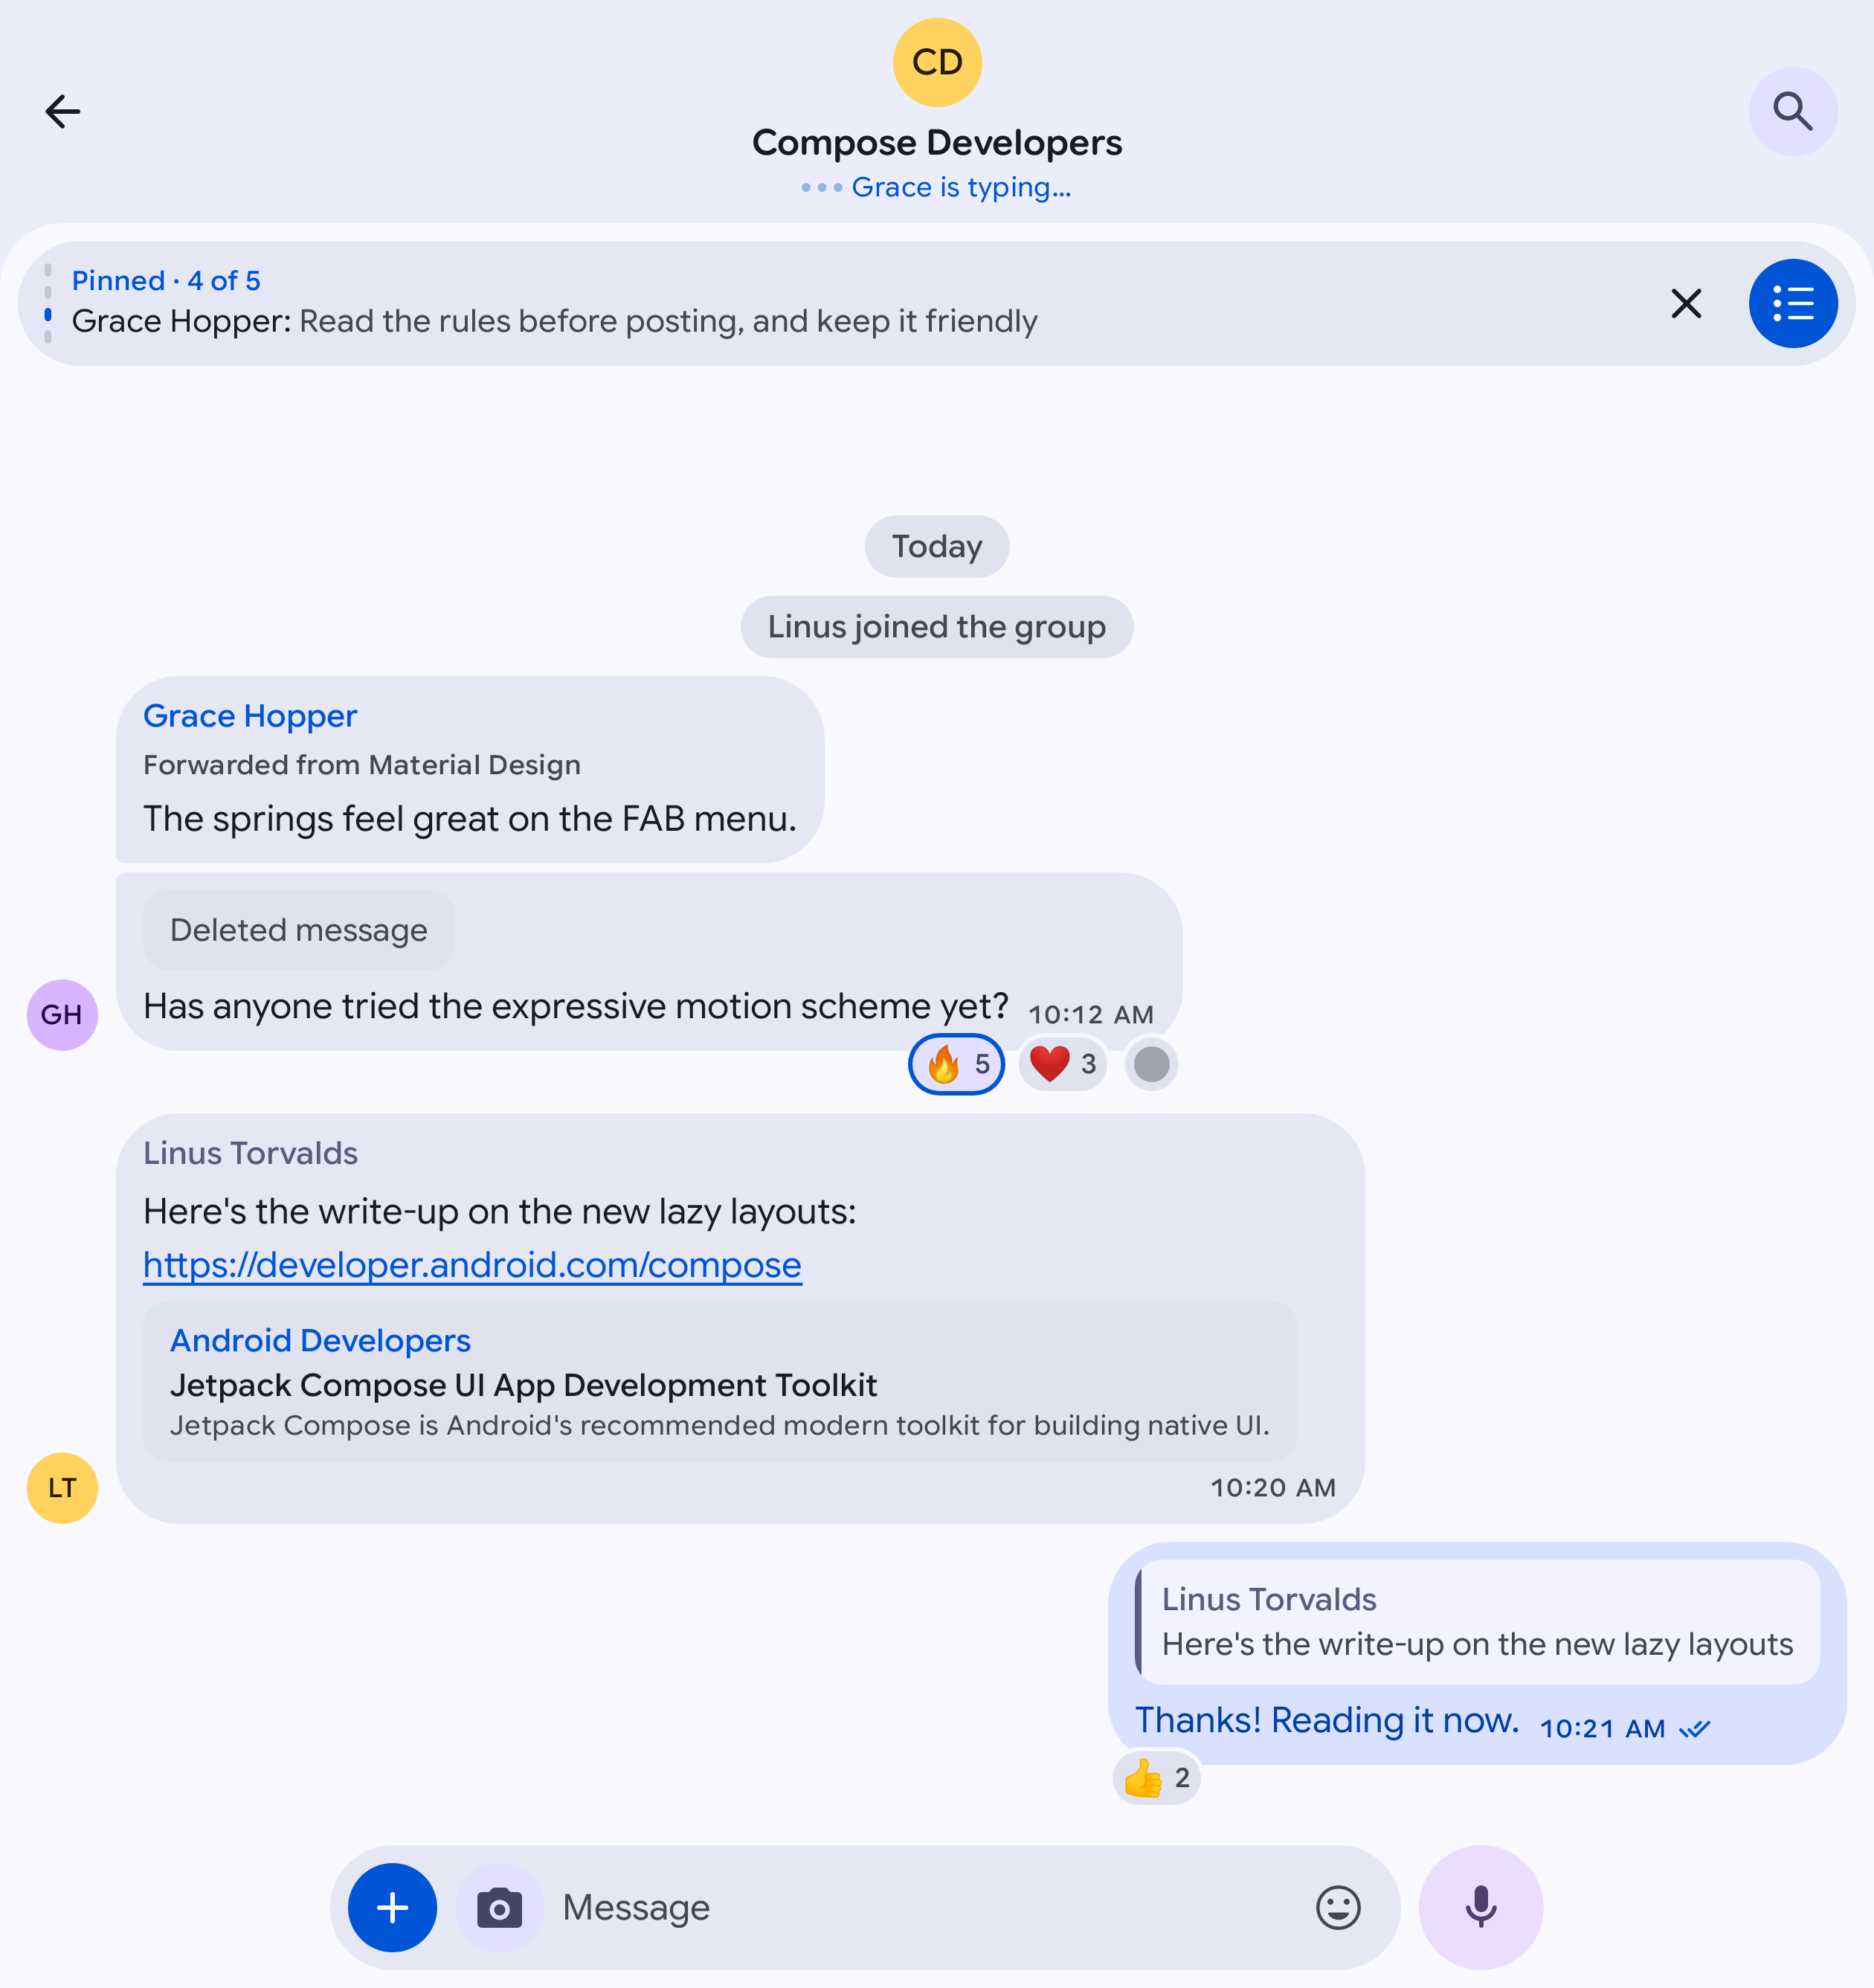 CD
Compose Developers
Grace is typing...
Pinned · 4 of 5
Grace Hopper: Read the rules before posting, and keep it friendly
Today
Linus joined the group
Grace Hopper
Forwarded from Material Design
The springs feel great on the FAB menu.
Deleted message
Has anyone tried the expressive motion scheme yet? 10:12 AM
GH
🔥 5 ❤️ 3
Linus Torvalds
Here's the write-up on the new lazy layouts:
https://developer.android.com/compose
Android Developers
Jetpack Compose UI App Development Toolkit
Jetpack Compose is Android's recommended modern toolkit for building native UI.
10:20 AM
LT
Linus Torvalds
Here's the write-up on the new lazy layouts
Thanks! Reading it now. 10:21 AM
👍 2
Message